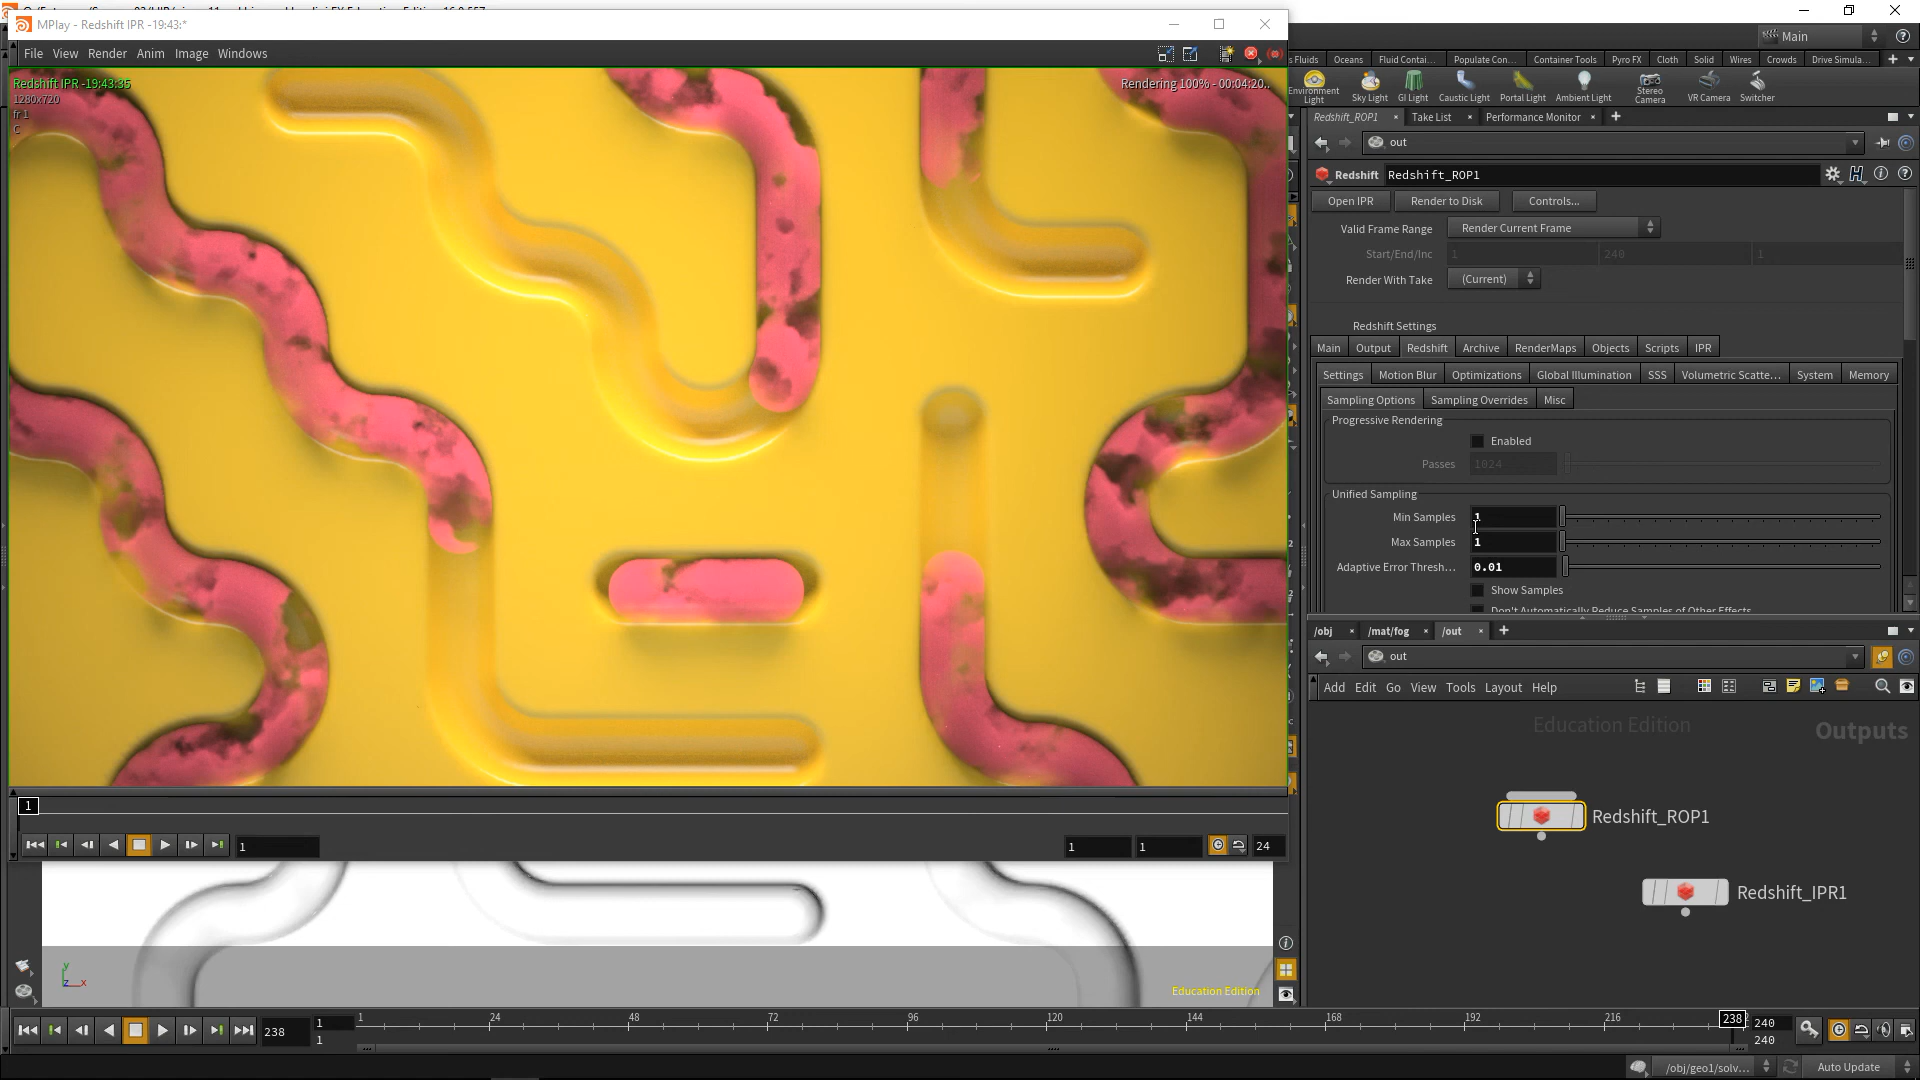 MPlay - Redshift IPR -19:43:*
File View Render Anim Image Windows
Redshift IPR -19:43:35
1280x720
fr 1
C
Rendering 100% - 00:04:20..
1
1
1
1
24
Education Edition
238
1
1
1
24
48
72
96
120
144
168
192
216
238
240
240
/obj/geo1/solv...
Auto Update
Main
s Fluids
Oceans
Fluid Contai...
Populate Con...
Container Tools
Pyro FX
Cloth
Solid
Wires
Crowds
Drive Simula...
Environment Light
Sky Light
GI Light
Caustic Light
Portal Light
Ambient Light
Stereo Camera
VR Camera
Switcher
Redshift_ROP1
Take List
Performance Monitor
out
Redshift
Redshift_ROP1
Open IPR
Render to Disk
Controls...
Valid Frame Range
Render Current Frame
Start/End/Inc
1
240
1
Render With Take
(Current)
Redshift Settings
Main
Output
Redshift
Archive
RenderMaps
Objects
Scripts
IPR
Settings
Motion Blur
Optimizations
Global Illumination
SSS
Volumetric Scatte...
System
Memory
Sampling Options
Sampling Overrides
Misc
Progressive Rendering
Enabled
Passes
1024
Unified Sampling
Min Samples
1
Max Samples
1
Adaptive Error Thresh...
0.01
Show Samples
Don't Automatically Reduce Samples of Other Effects
/obj
/mat/fog
/out
out
Add Edit Go View Tools Layout Help
Education Edition
Outputs
Redshift_ROP1
Redshift_IPR1